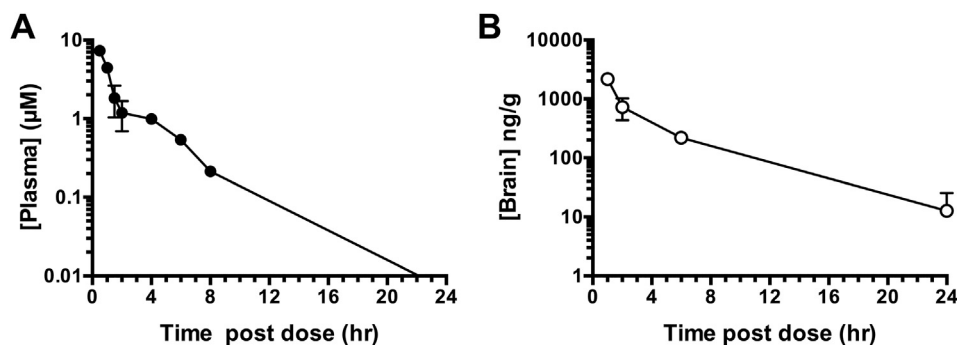 A
[Plasma] (µM)
10
1
0.1
0.01
0 4 8 12 16 20 24
Time post dose (hr)
B
[Brain] ng/g
10000
1000
100
10
1
0 4 8 12 16 20 24
Time post dose (hr)